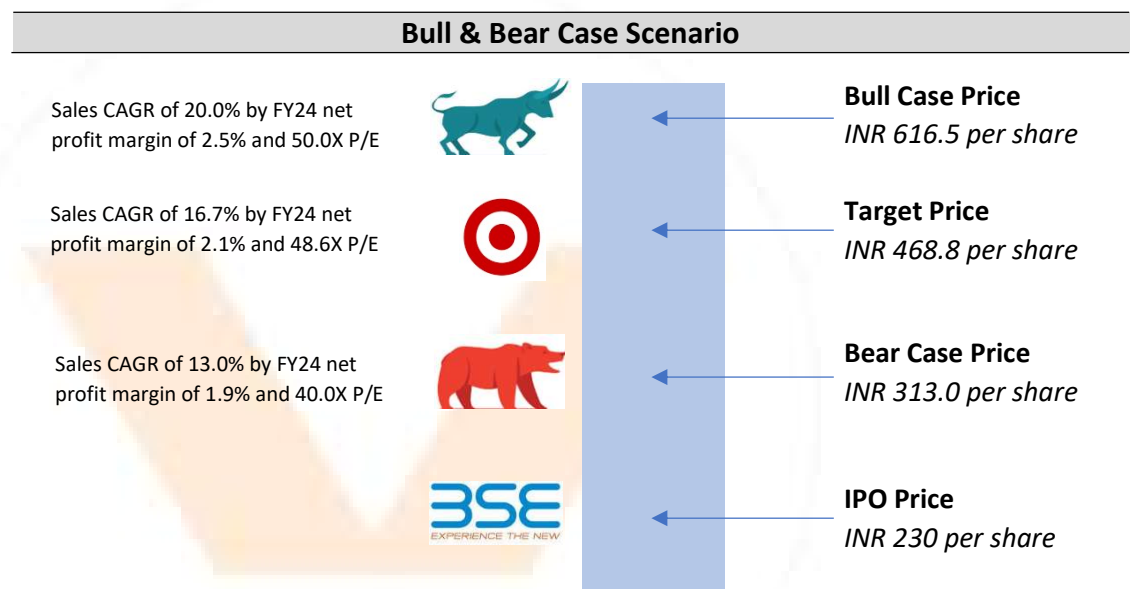 Bull & Bear Case Scenario
Sales CAGR of 20.0% by FY24 net
profit margin of 2.5% and 50.0X P/E
Bull Case Price
INR 616.5 per share
Sales CAGR of 16.7% by FY24 net
profit margin of 2.1% and 48.6X P/E
Target Price
INR 468.8 per share
Sales CAGR of 13.0% by FY24 net
profit margin of 1.9% and 40.0X P/E
Bear Case Price
INR 313.0 per share
BSE
EXPERIENCE THE NEW
IPO Price
INR 230 per share